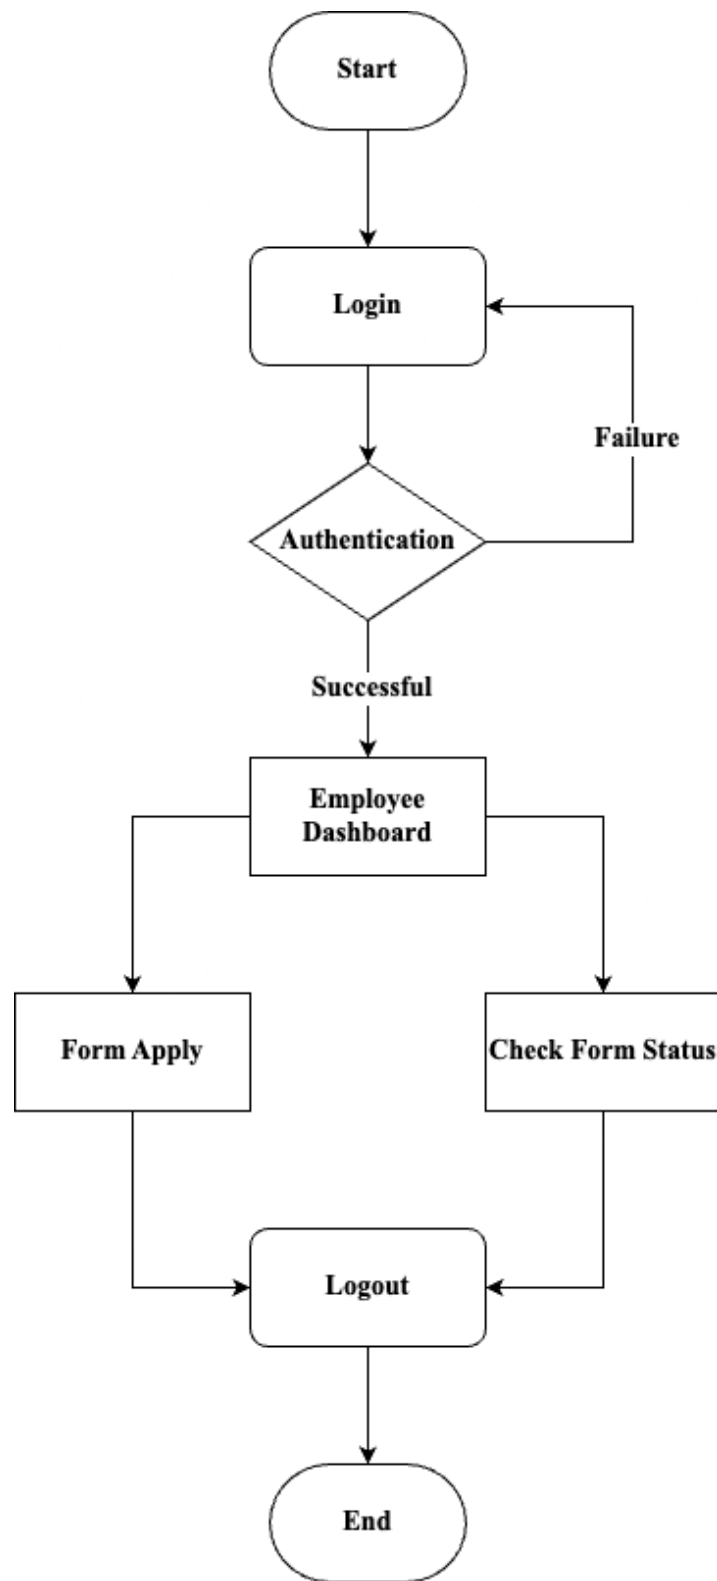 Start
Login
Failure
Authentication
Successful
Employee
Dashboard
Form Apply
Check Form Status
Logout
End